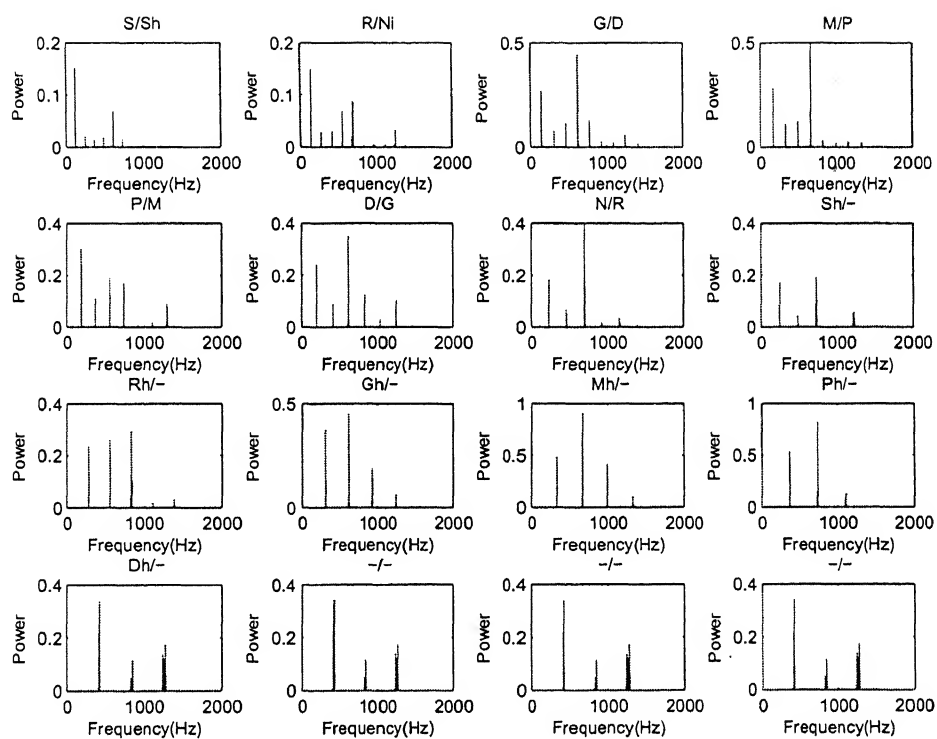 S/Sh R/Ni G/D M/P
0.2 0.2 0.5 0.5
Power Power Power Power
0.1 0.1
0 0 0 0
0 1000 2000 0 1000 2000 0 1000 2000 0 1000 2000
Frequency(Hz) Frequency(Hz) Frequency(Hz) Frequency(Hz)
P/M D/G N/R Sh/−
0.4 0.4 0.4 0.4
Power Power Power Power
0.2 0.2 0.2 0.2
0 0 0 0
0 1000 2000 0 1000 2000 0 1000 2000 0 1000 2000
Frequency(Hz) Frequency(Hz) Frequency(Hz) Frequency(Hz)
Rh/− Gh/− Mh/− Ph/−
0.4 0.5 1 1
Power Power Power Power
0.2 0.5 0.5
0 0 0 0
0 1000 2000 0 1000 2000 0 1000 2000 0 1000 2000
Frequency(Hz) Frequency(Hz) Frequency(Hz) Frequency(Hz)
Dh/− −/− −/− −/−
0.4 0.4 0.4 0.4
Power Power Power Power
0.2 0.2 0.2 0.2
0 0 0 0
0 1000 2000 0 1000 2000 0 1000 2000 0 1000 2000
Frequency(Hz) Frequency(Hz) Frequency(Hz) Frequency(Hz)